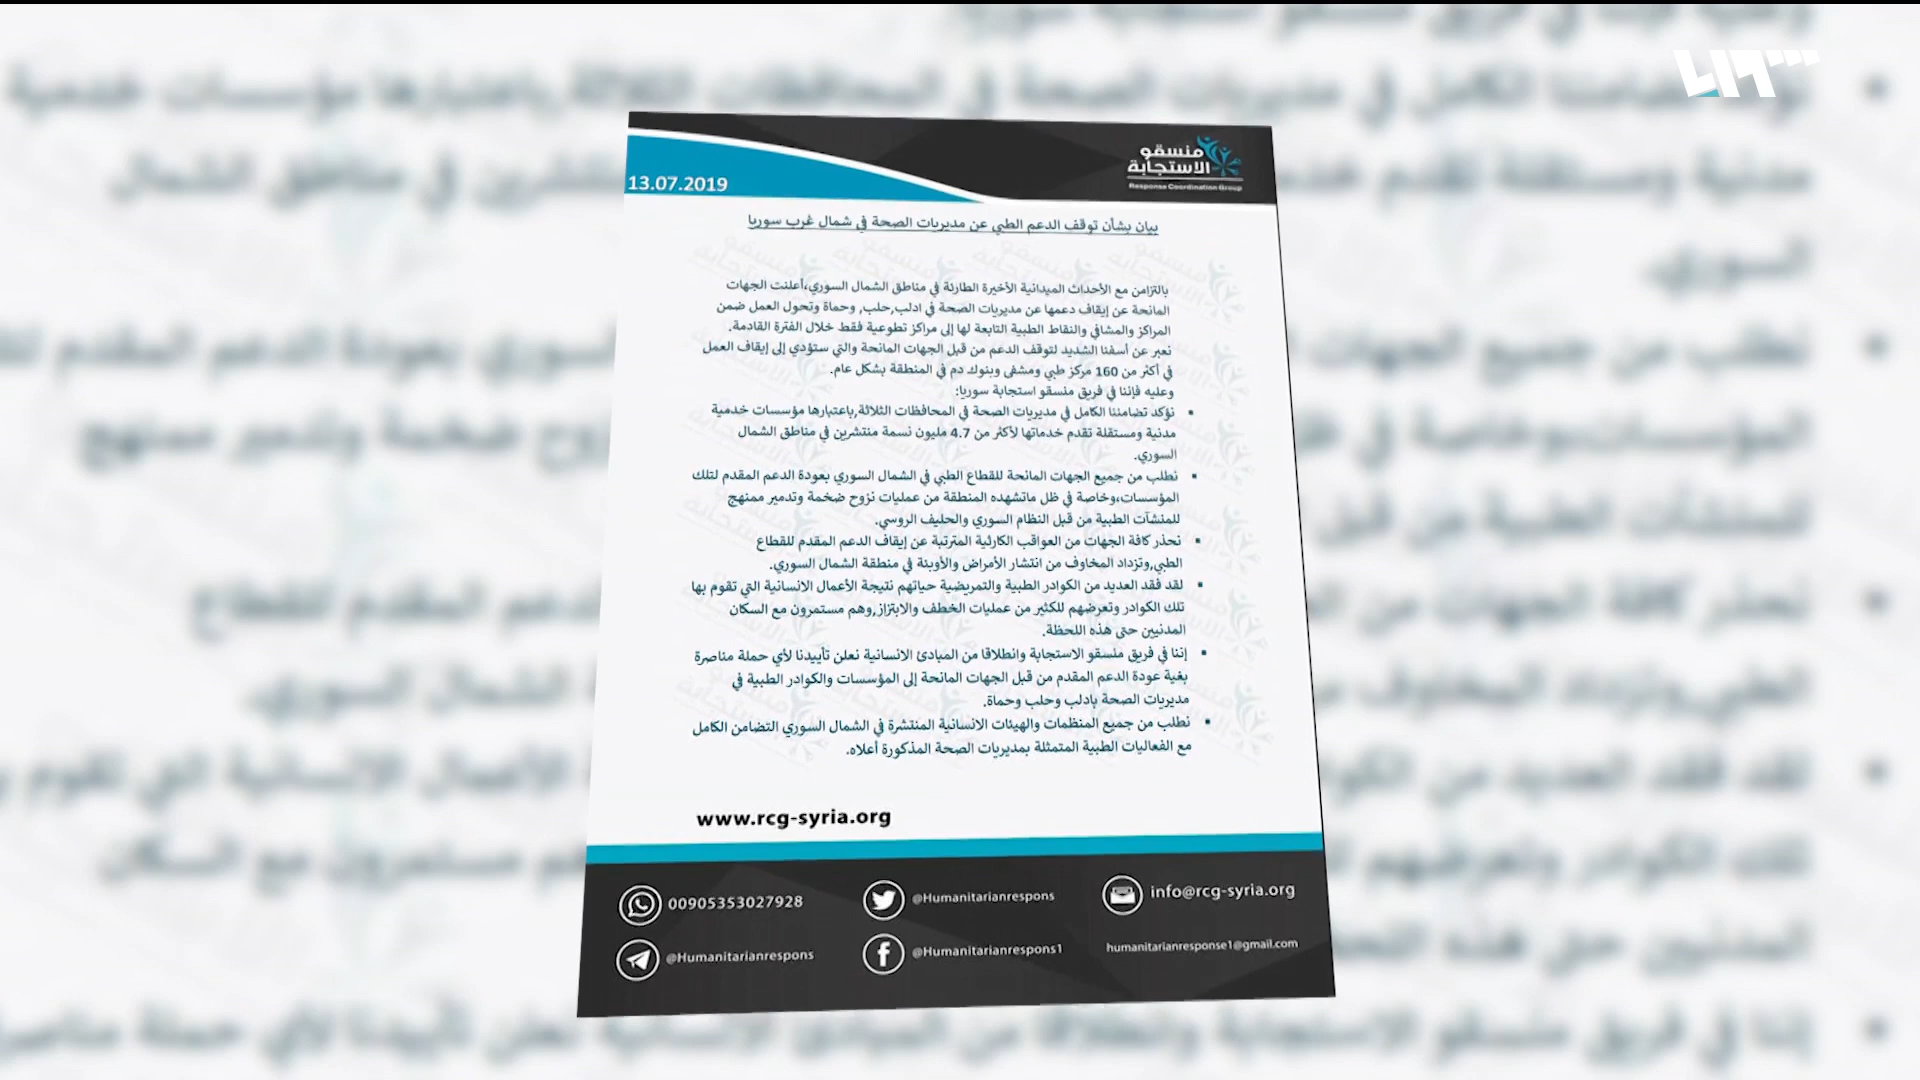 منسقو
الاستجابة
Response Coordination Group
13.07.2019
بيان بشأن توقف الدعم الطبي عن مديريات الصحة في شمال غرب سوريا
بالتزامن مع الأحداث الميدانية الأخيرة الطارئة في مناطق الشمال السوري،أعلنت الجهات
المانحة عن إيقاف دعمها عن مديريات الصحة في ادلب,حلب, وحماة وتحول العمل ضمن
المراكز والمشافي والنقاط الطبية التابعة لها إلى مراكز تطوعية فقط خلال الفترة القادمة.
نعبر عن أسفنا الشديد لتوقف الدعم من قبل الجهات المانحة والتي ستؤدي إلى إيقاف العمل
في أكثر من 160 مركز طبي ومشفى وبنوك دم في المنطقة بشكل عام.
وعليه فإننا في فريق منسقو استجابة سوريا:
▪ نؤكد تضامننا الكامل في مديريات الصحة في المحافظات الثلاثة,باعتبارها مؤسسات خدمية
مدنية ومستقلة تقدم خدماتها لأكثر من 4.7 مليون نسمة منتشرين في مناطق الشمال
السوري.
▪ نطلب من جميع الجهات المانحة للقطاع الطبي في الشمال السوري بعودة الدعم المقدم لتلك
المؤسسات،وخاصة في ظل ماتشهده المنطقة من عمليات نزوح ضخمة وتدمير ممنهج
للمنشآت الطبية من قبل النظام السوري والحليف الروسي.
▪ نحذر كافة الجهات من العواقب الكارثية المترتبة عن إيقاف الدعم المقدم للقطاع
الطبي,وتزداد المخاوف من انتشار الأمراض والأوبئة في منطقة الشمال السوري.
▪ لقد فقد العديد من الكوادر الطبية والتمريضية حياتهم نتيجة الأعمال الانسانية التي تقوم بها
تلك الكوادر وتعرضهم للكثير من عمليات الخطف والابتزاز,وهم مستمرون مع السكان
المدنيين حتى هذه اللحظة.
▪ إننا في فريق منسقو الاستجابة وانطلاقا من المبادئ الانسانية نعلن تأييدنا لأي حملة مناصرة
بغية عودة الدعم المقدم من قبل الجهات المانحة إلى المؤسسات والكوادر الطبية في
مديريات الصحة بإدلب وحلب وحماة.
▪ نطلب من جميع المنظمات والهيئات الانسانية المنتشرة في الشمال السوري التضامن الكامل
مع الفعاليات الطبية المتمثلة بمديريات الصحة المذكورة أعلاه.
www.rcg-syria.org
00905353027928
@Humanitarianrespons
info@rcg-syria.org
@Humanitarianrespons
@Humanitarianrespons1
humanitarianresponse1@gmail.com